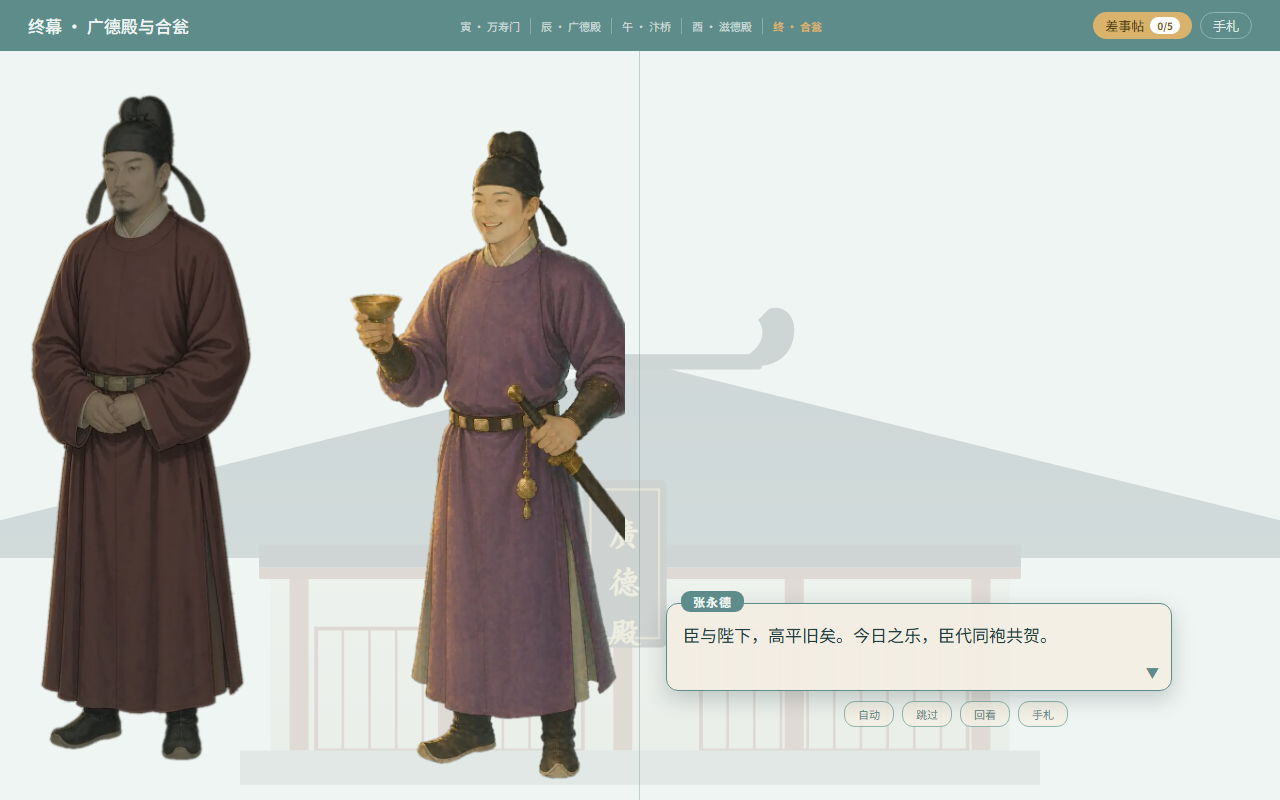 终幕 · 广德殿与合瓮
寅 · 万寿门
辰 · 广德殿
午 · 汴桥
酉 · 滋德殿
终 · 合瓮
差事帖 0/5
手札
廣德殿
张永德
臣与陛下，高平旧矣。今日之乐，臣代同袍共贺。
自动
跳过
回看
手札